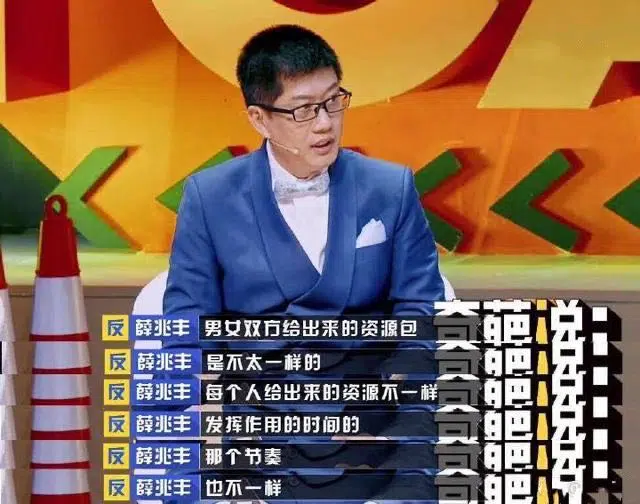 反 薛兆丰 男女双方给出来的资源包
反 薛兆丰 是不太一样的
反 薛兆丰 每个人给出来的资源不一样
反 薛兆丰 发挥作用的时间的
反 薛兆丰 那个节奏
反 薛兆丰 也不一样
奇葩说